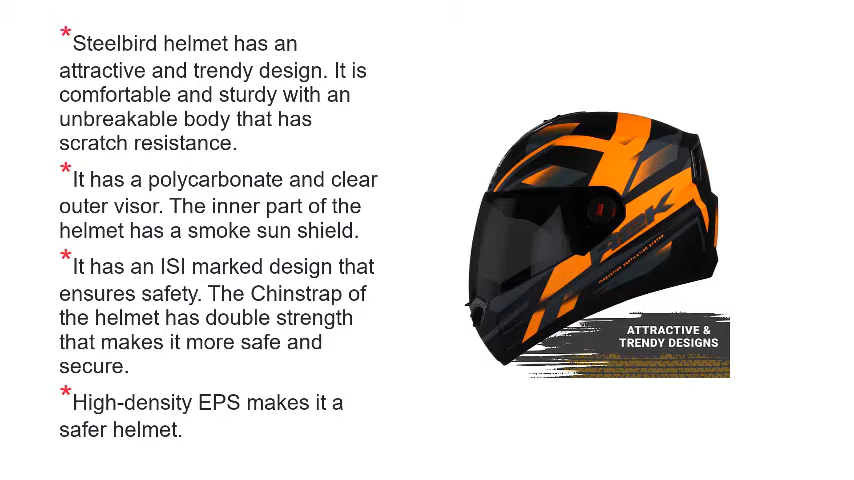 *Steelbird helmet has an
attractive and trendy design. It is
comfortable and sturdy with an
unbreakable body that has
scratch resistance.
*It has a polycarbonate and clear
outer visor. The inner part of the
helmet has a smoke sun shield.
*It has an ISI marked design that
ensures safety. The Chinstrap of
the helmet has double strength
that makes it more safe and
secure.
*High-density EPS makes it a
safer helmet.
ATTRACTIVE &
TRENDY DESIGNS